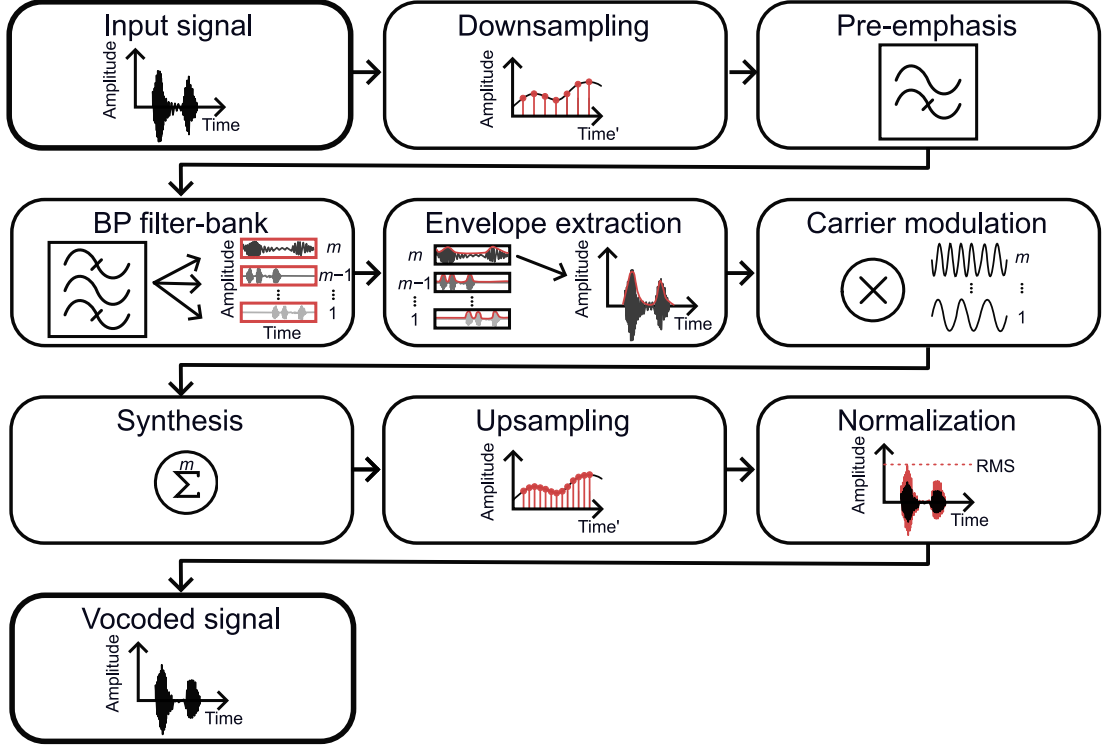 Input signal
Amplitude
Time
Downsampling
Amplitude
Time'
Pre-emphasis
BP filter-bank
Amplitude
m
m−1
...
...
1
Time
Envelope extraction
m
m−1
...
...
1
Amplitude
Time
Carrier modulation
m
...
...
1
Synthesis
m
Σ
Upsampling
Amplitude
Time'
Normalization
Amplitude
RMS
Time
Vocoded signal
Amplitude
Time